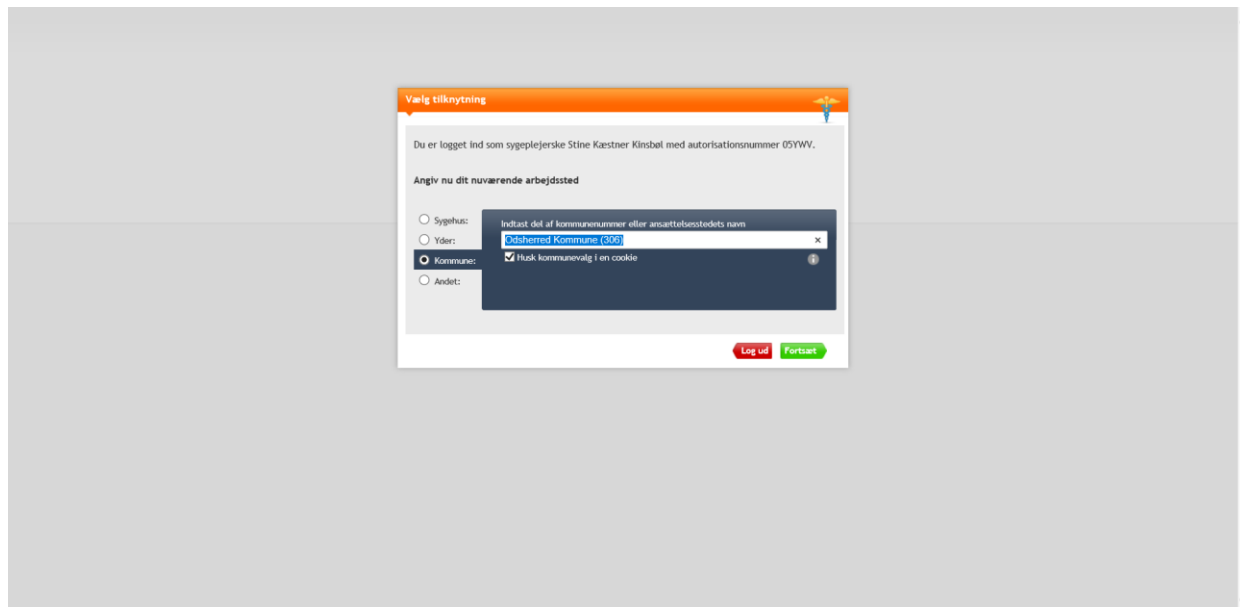 Vælg tilknytning
Du er logget ind som sygeplejerske Stine Kæstner Kinsbøl med autorisationsnummer 05YWV.
Angiv nu dit nuværende arbejdssted
Sygehus:
Yder:
Kommune:
Andet:
Indtast del af kommunenummer eller ansættelsesstedets navn
Odsherred Kommune (306)
Husk kommunevalg i en cookie
Log ud
Fortsæt